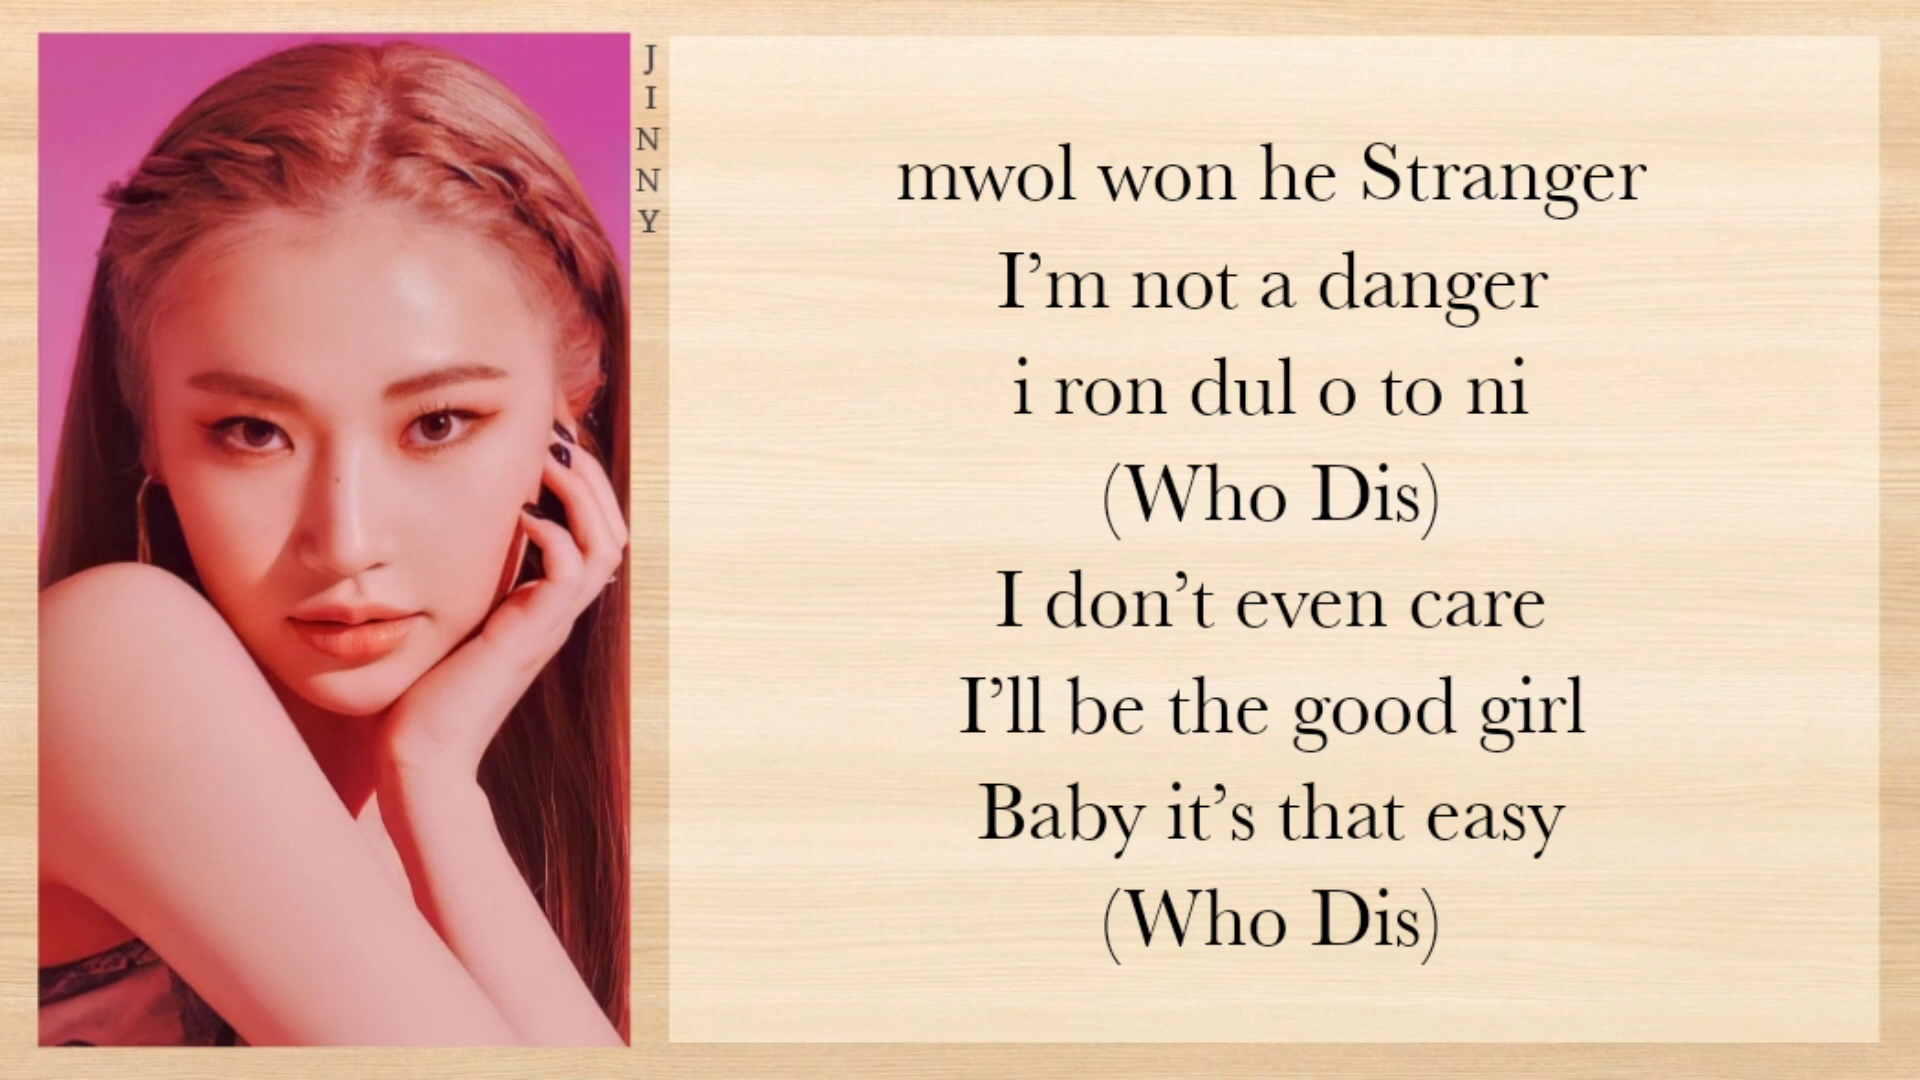 JINNY
mwol won he Stranger
I’m not a danger
i ron dul o to ni
(Who Dis)
I don’t even care
I’ll be the good girl
Baby it’s that easy
(Who Dis)